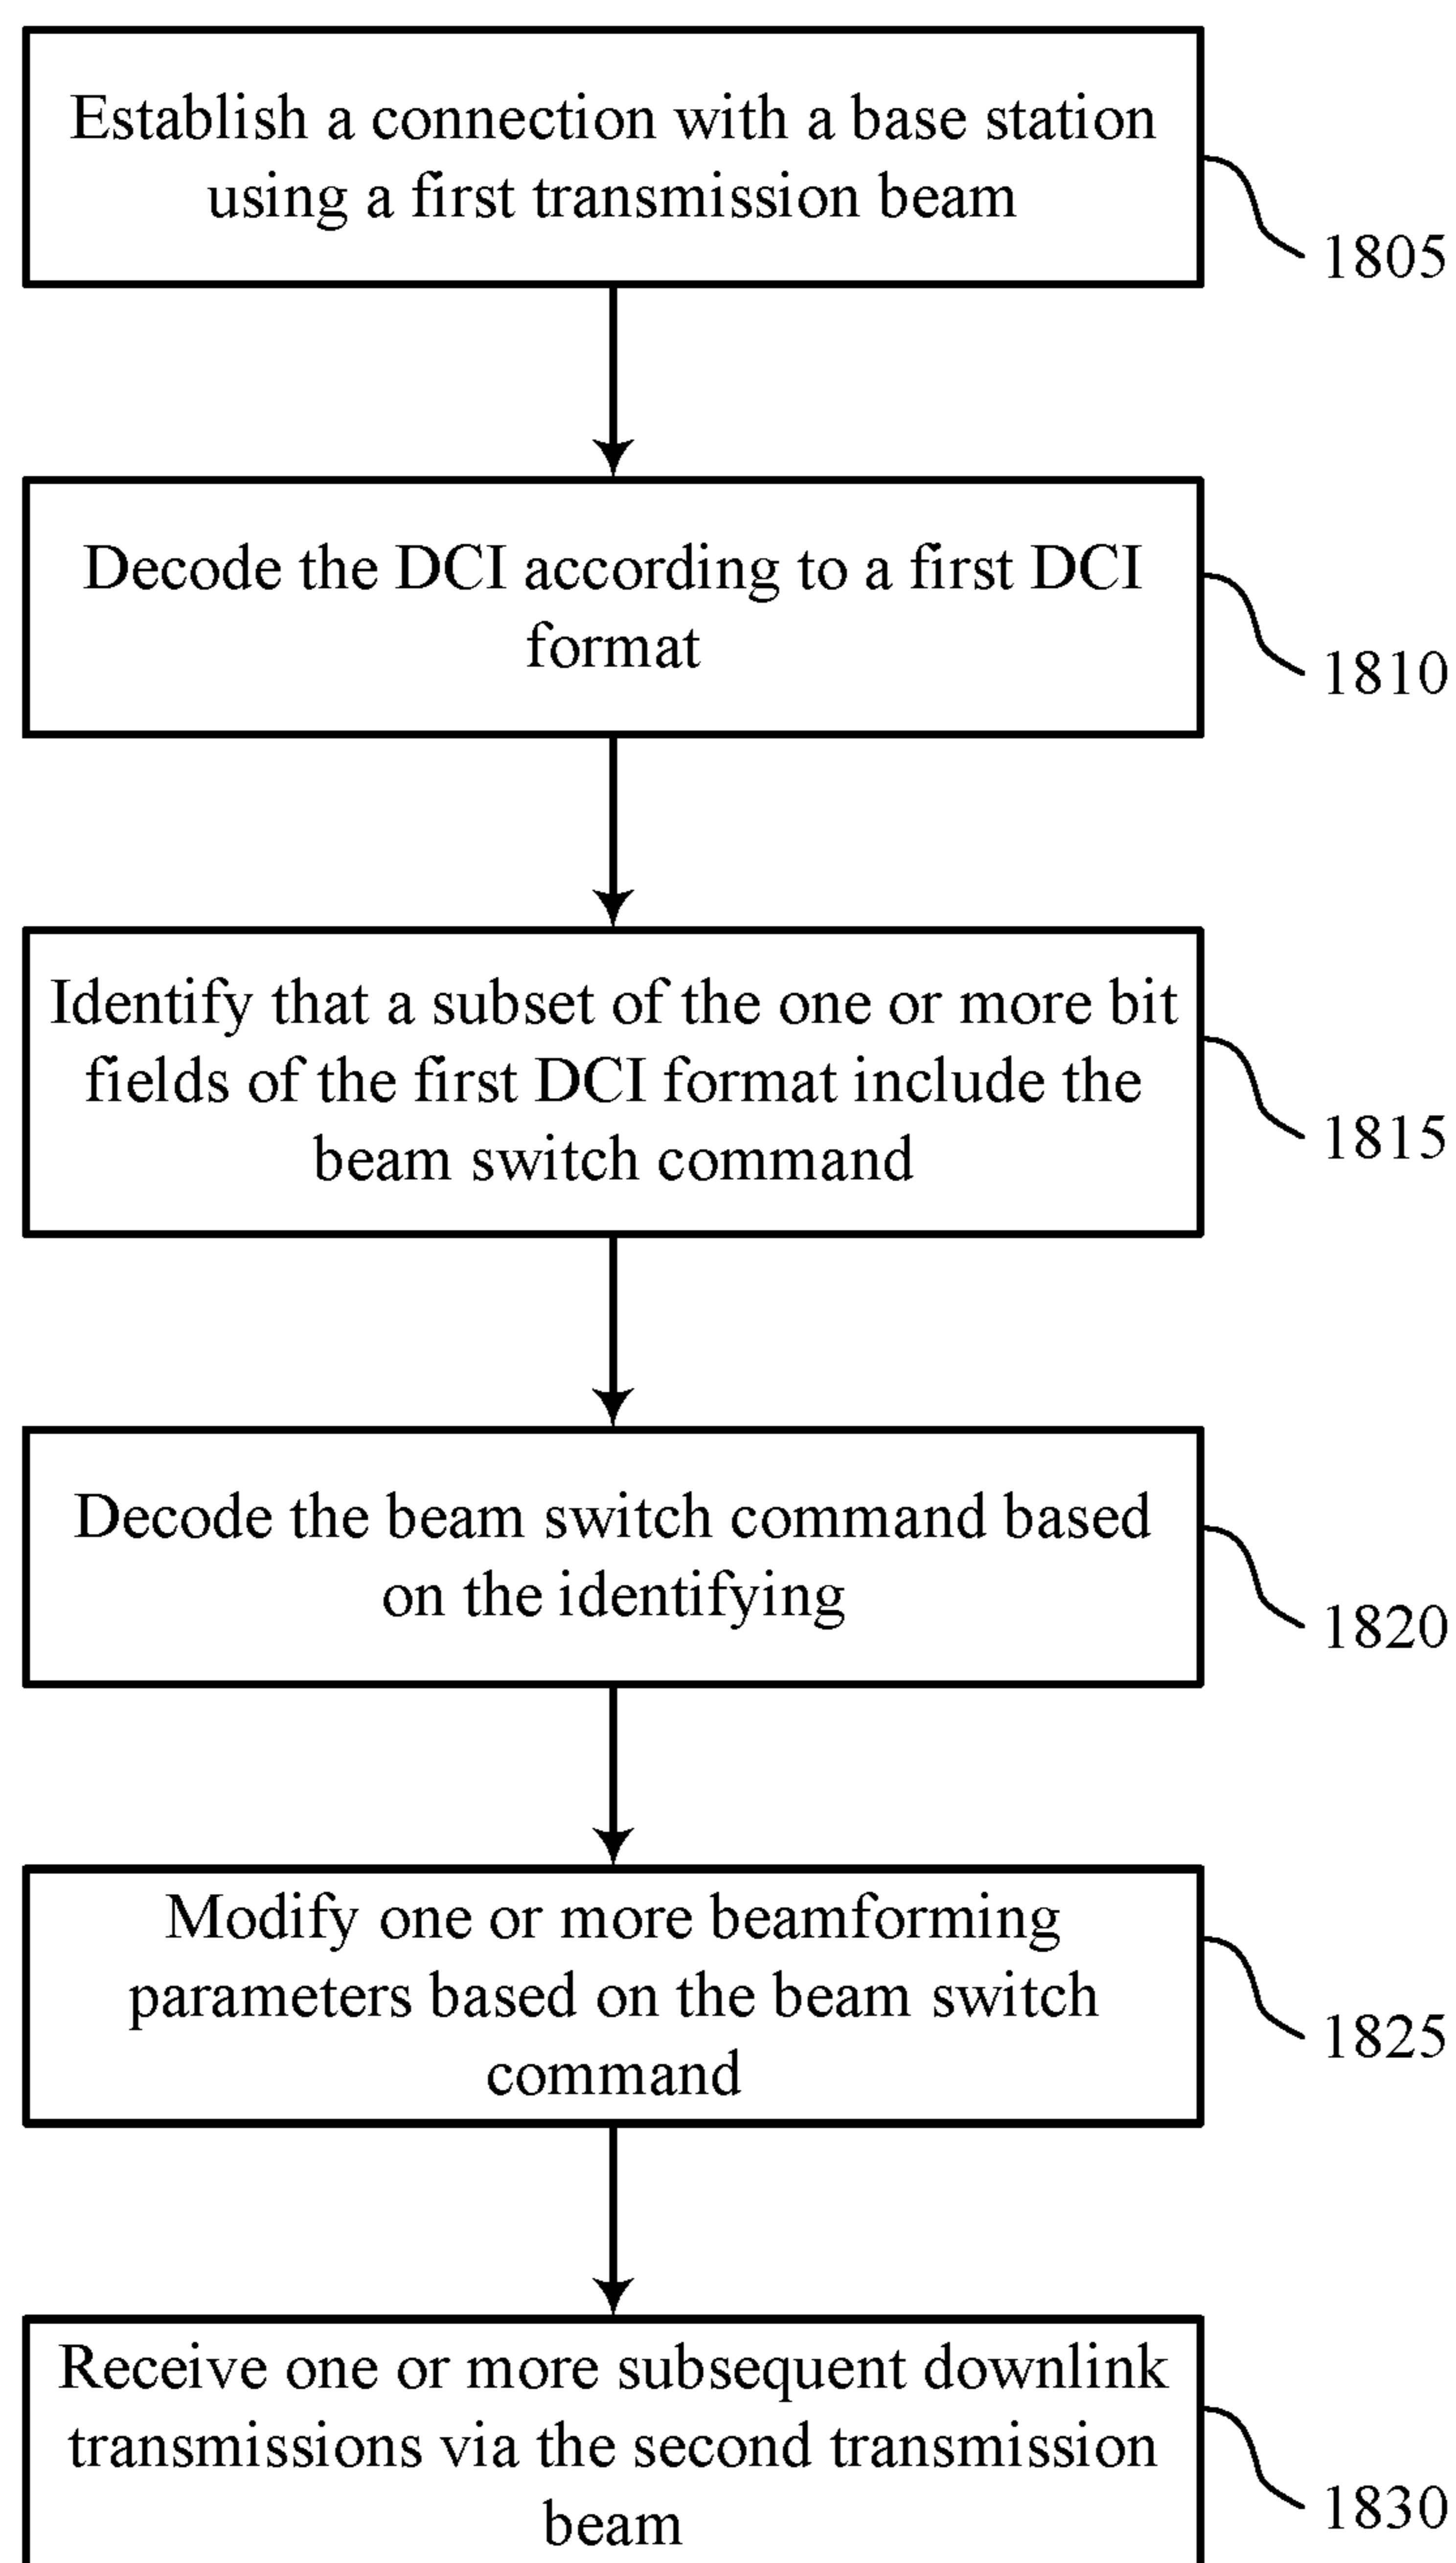 Establish a connection with a base station
using a first transmission beam
1805
Decode the DCI according to a first DCI
format
1810
Identify that a subset of the one or more bit
fields of the first DCI format include the
beam switch command
1815
Decode the beam switch command based
on the identifying
1820
Modify one or more beamforming
parameters based on the beam switch
command
1825
Receive one or more subsequent downlink
transmissions via the second transmission
beam
1830